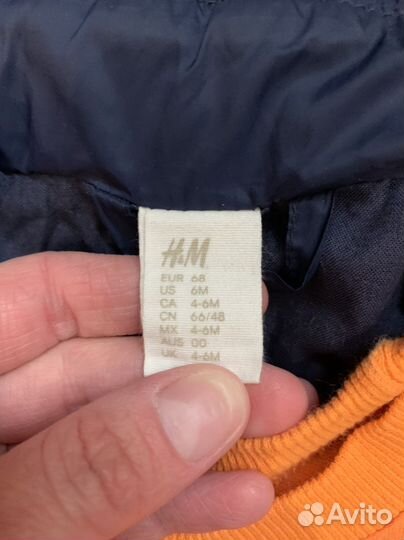 H&M
EUR 68
US 6M
CA 4-6M
CN 66/48
MX 4-6M
AUS 00
UK 4-6M
Avito